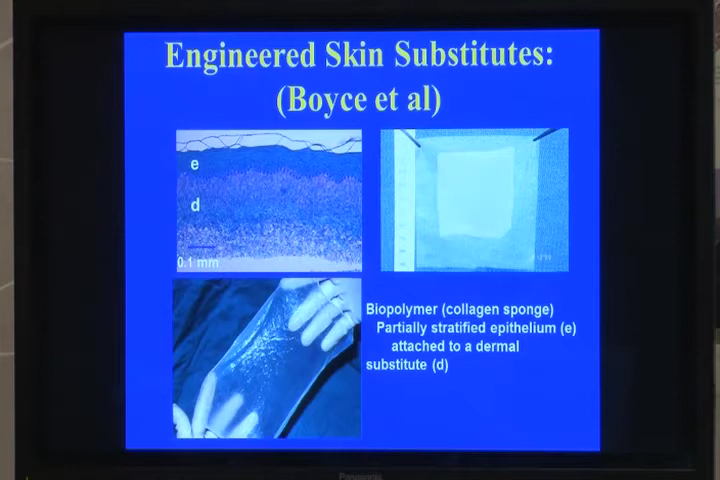 Engineered Skin Substitutes:
(Boyce et al)
e
d
0.1 mm
Biopolymer (collagen sponge)
Partially stratified epithelium (e)
attached to a dermal
substitute (d)
Panasonic